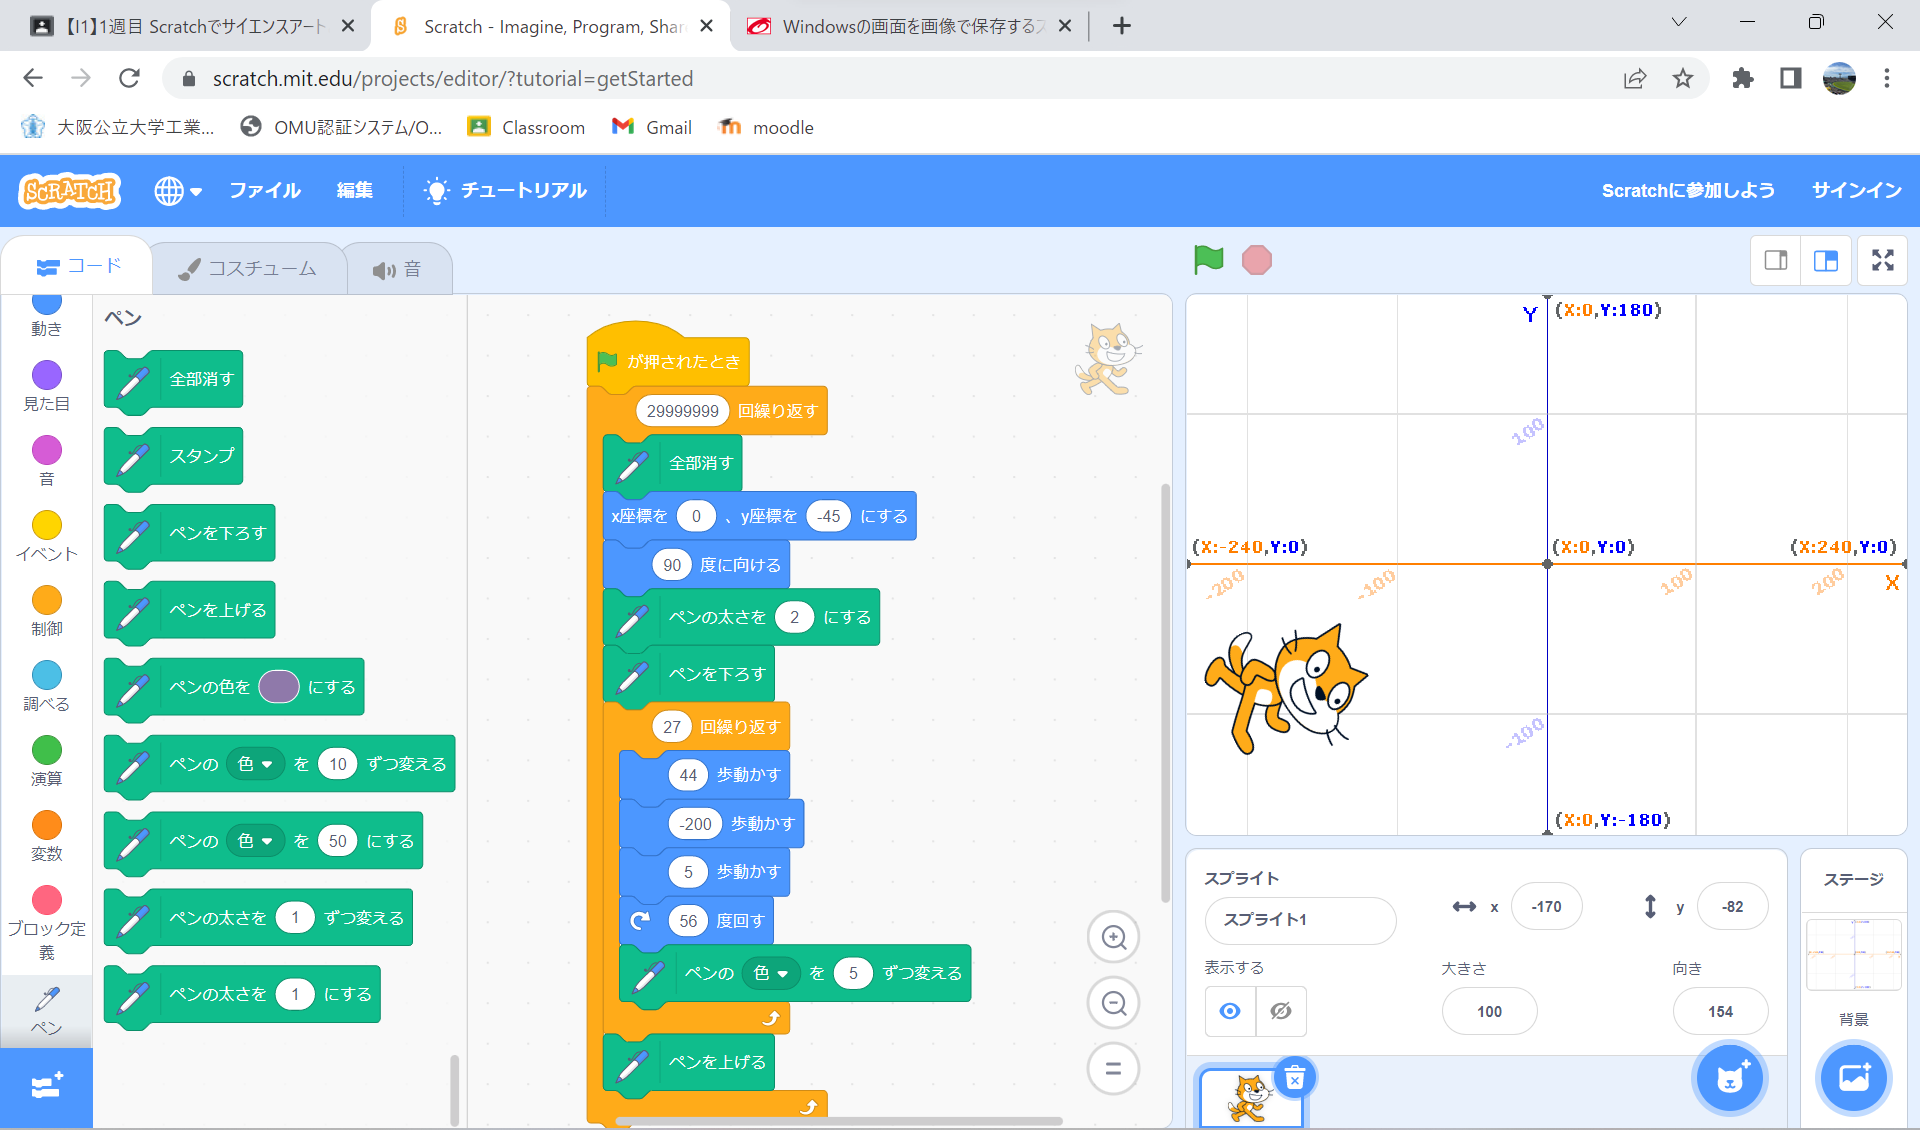 【I1】1週目 Scratchでサイエンスアート
Scratch - Imagine, Program, Shar
Windowsの画面を画像で保存するス
scratch.mit.edu/projects/editor/?tutorial=getStarted
大阪公立大学工業...
OMU認証システム/O...
Classroom
Gmail
moodle
SCRATCH
ファイル
編集
チュートリアル
Scratchに参加しよう
サインイン
コード
コスチューム
音
動き
見た目
音
イベント
制御
調べる
演算
変数
ブロック定
義
ペン
ペン
全部消す
スタンプ
ペンを下ろす
ペンを上げる
ペンの色を にする
ペンの 色 を 10 ずつ変える
ペンの 色 を 50 にする
ペンの太さを 1 ずつ変える
ペンの太さを 1 にする
が押されたとき
29999999 回繰り返す
全部消す
x座標を 0 、y座標を -45 にする
90 度に向ける
ペンの太さを 2 にする
ペンを下ろす
27 回繰り返す
44 歩動かす
-200 歩動かす
5 歩動かす
56 度回す
ペンの 色 を 5 ずつ変える
ペンを上げる
Y
(X:0,Y:180)
100
(X:-240,Y:0)
(X:0,Y:0)
(X:240,Y:0)
-200
-100
100
200
X
-100
(X:0,Y:-180)
スプライト
スプライト1
x
-170
y
-82
表示する
大きさ
100
向き
154
ステージ
背景